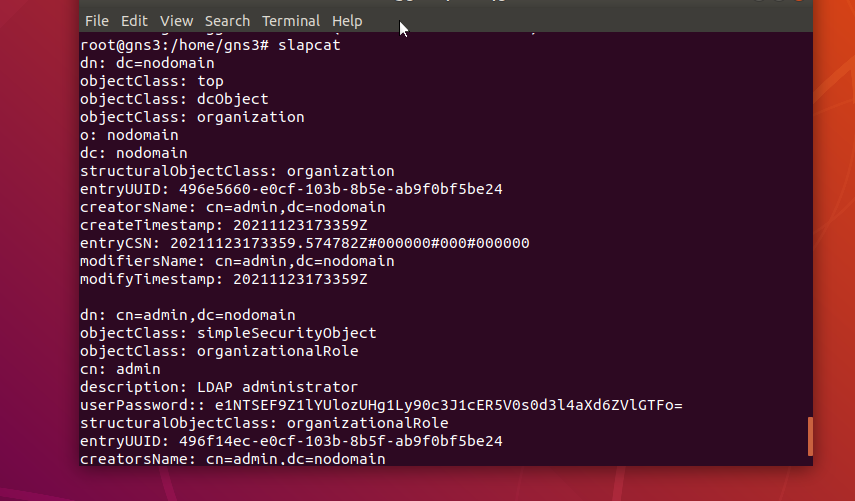 File Edit View Search Terminal Help
root@gns3:/home/gns3# slapcat
dn: dc=nodomain
objectClass: top
objectClass: dcObject
objectClass: organization
o: nodomain
dc: nodomain
structuralObjectClass: organization
entryUUID: 496e5660-e0cf-103b-8b5e-ab9f0bf5be24
creatorsName: cn=admin,dc=nodomain
createTimestamp: 20211123173359Z
entryCSN: 20211123173359.574782Z#000000#000#000000
modifiersName: cn=admin,dc=nodomain
modifyTimestamp: 20211123173359Z
dn: cn=admin,dc=nodomain
objectClass: simpleSecurityObject
objectClass: organizationalRole
cn: admin
description: LDAP administrator
userPassword:: e1NTSEF9Z1lYUlozUHg1Ly90c3J1cER5V0s0d3l4aXd6ZVlGTFo=
structuralObjectClass: organizationalRole
entryUUID: 496f14ec-e0cf-103b-8b5f-ab9f0bf5be24
creatorsName: cn=admin,dc=nodomain